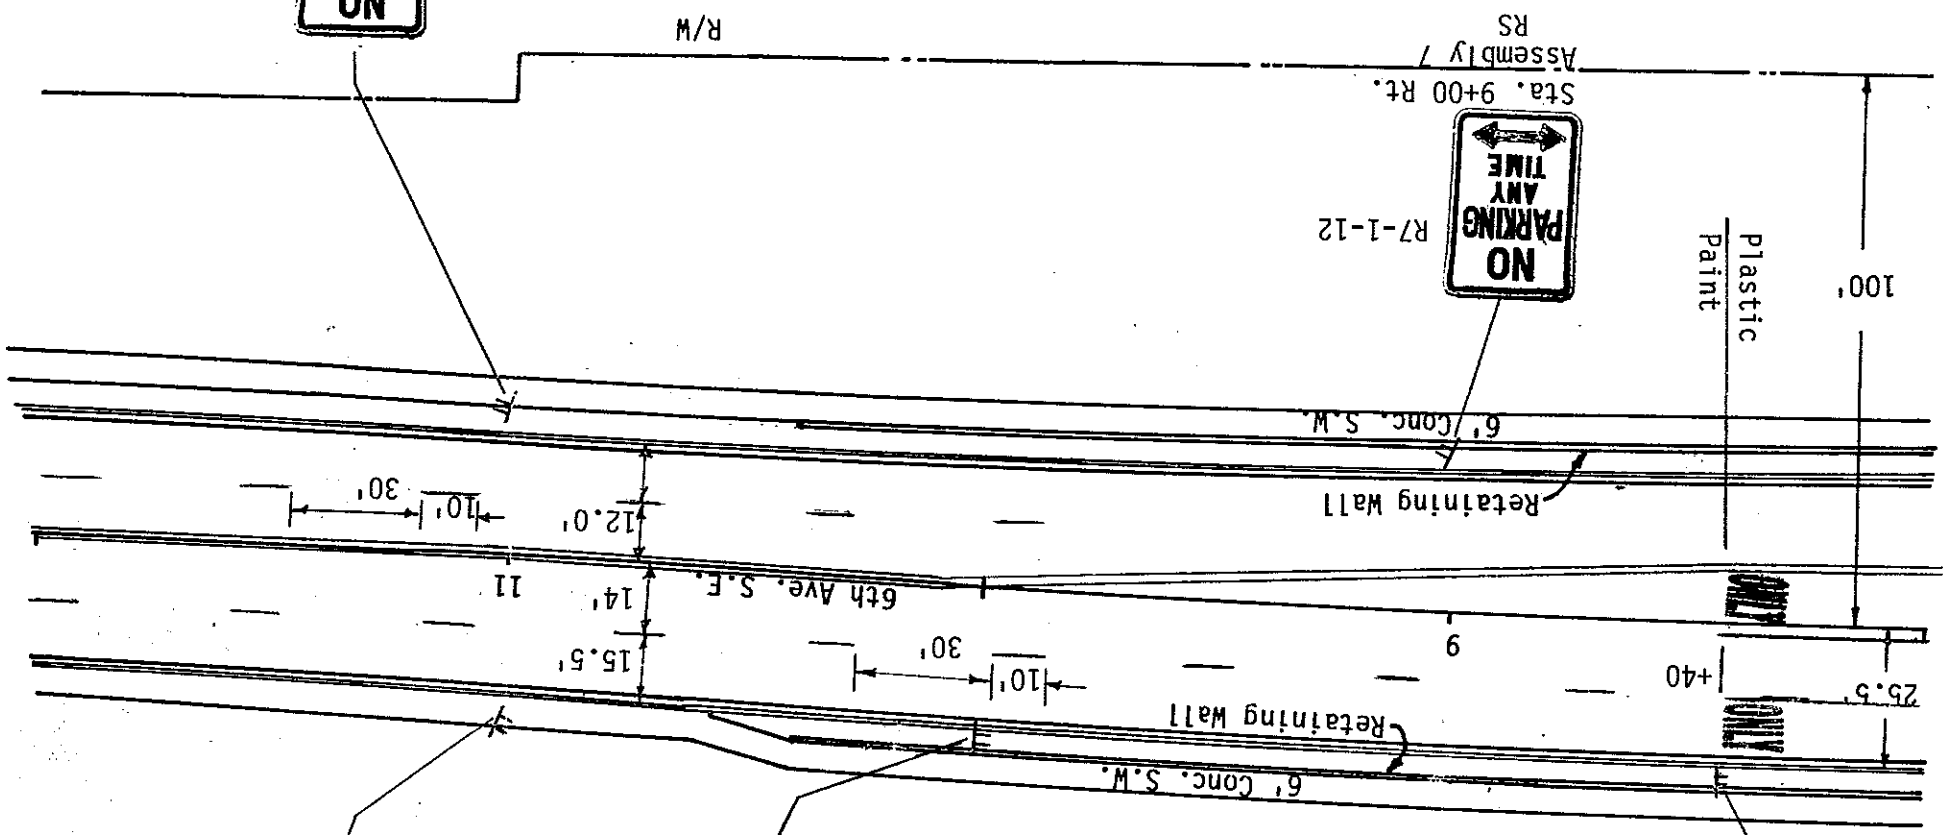 6' Conc. S.W.
Retaining Wall
25.5'
+40
10'
30'
15.5'
9
14'
6th Ave. S.E.
11
12.0'
10'
30'
Retaining Wall
6' Conc. S.W.
100'
Plastic
Paint
NO
PARKING
ANY
TIME
R7-1-12
Sta. 9+00 Rt.
Assembly 7
RS
R/W
NO